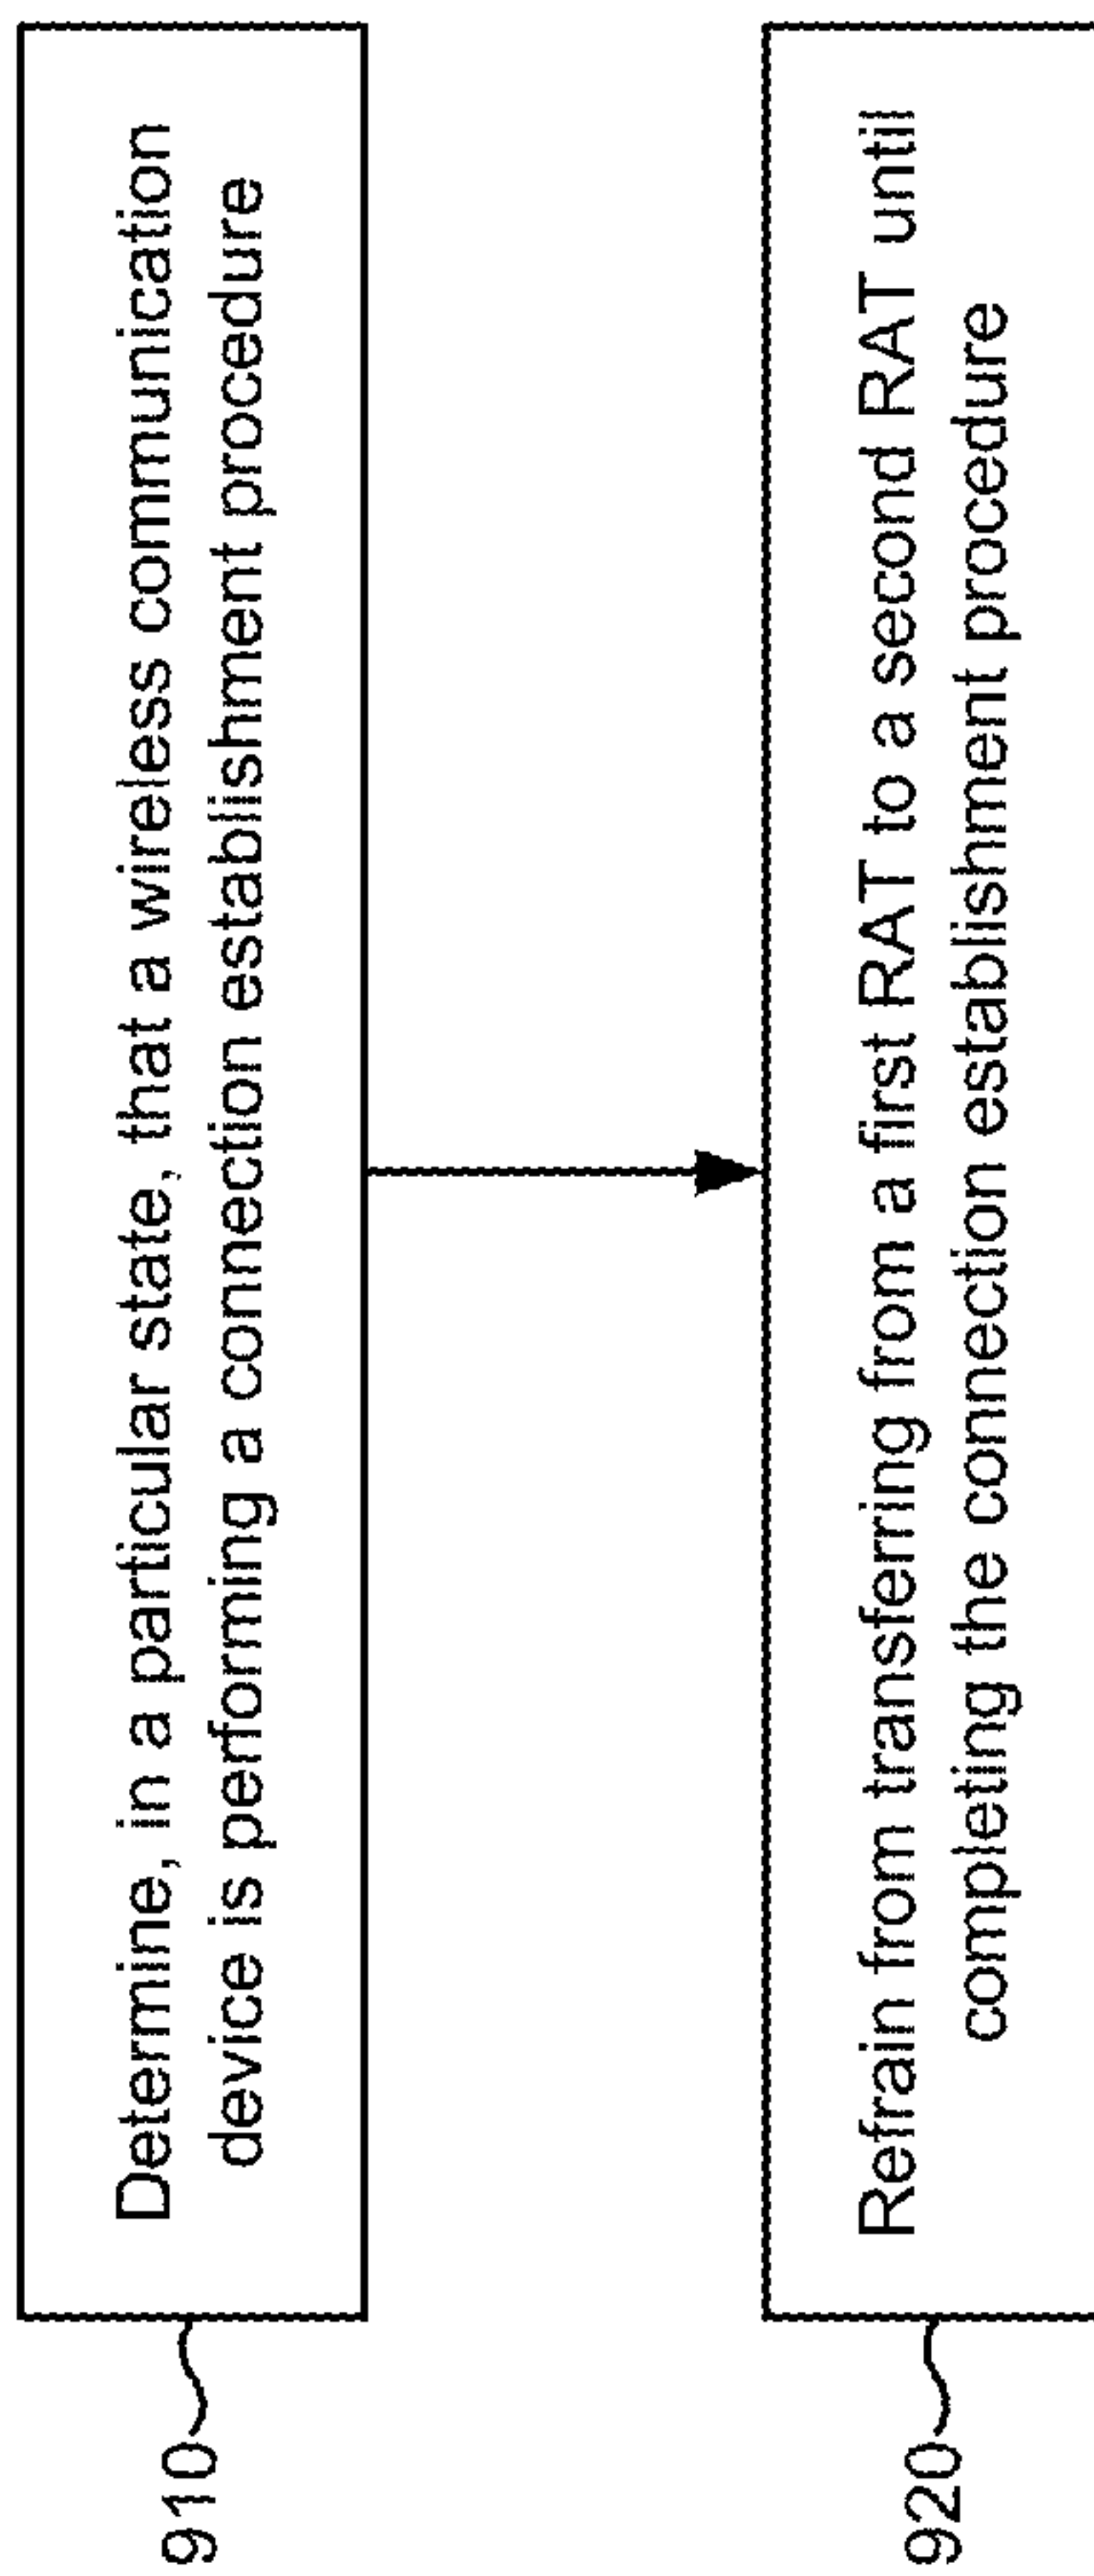 910
Determine, in a particular state, that a wireless communication
device is performing a connection establishment procedure
920
Refrain from transferring from a first RAT to a second RAT until
completing the connection establishment procedure